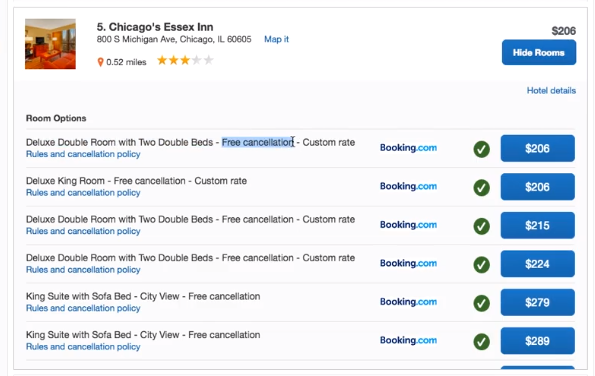 5. Chicago's Essex Inn
$206
800 S Michigan Ave, Chicago, IL 60605 Map it
0.52 miles
Hide Rooms
Hotel details
Room Options
Deluxe Double Room with Two Double Beds - Free cancellation - Custom rate
Rules and cancellation policy
Booking.com
$206
Deluxe King Room - Free cancellation - Custom rate
Rules and cancellation policy
Booking.com
$206
Deluxe Double Room with Two Double Beds - Free cancellation - Custom rate
Rules and cancellation policy
Booking.com
$215
Deluxe Double Room with Two Double Beds - Free cancellation - Custom rate
Rules and cancellation policy
Booking.com
$224
King Suite with Sofa Bed - City View - Free cancellation
Rules and cancellation policy
Booking.com
$279
King Suite with Sofa Bed - City View - Free cancellation
Rules and cancellation policy
Booking.com
$289